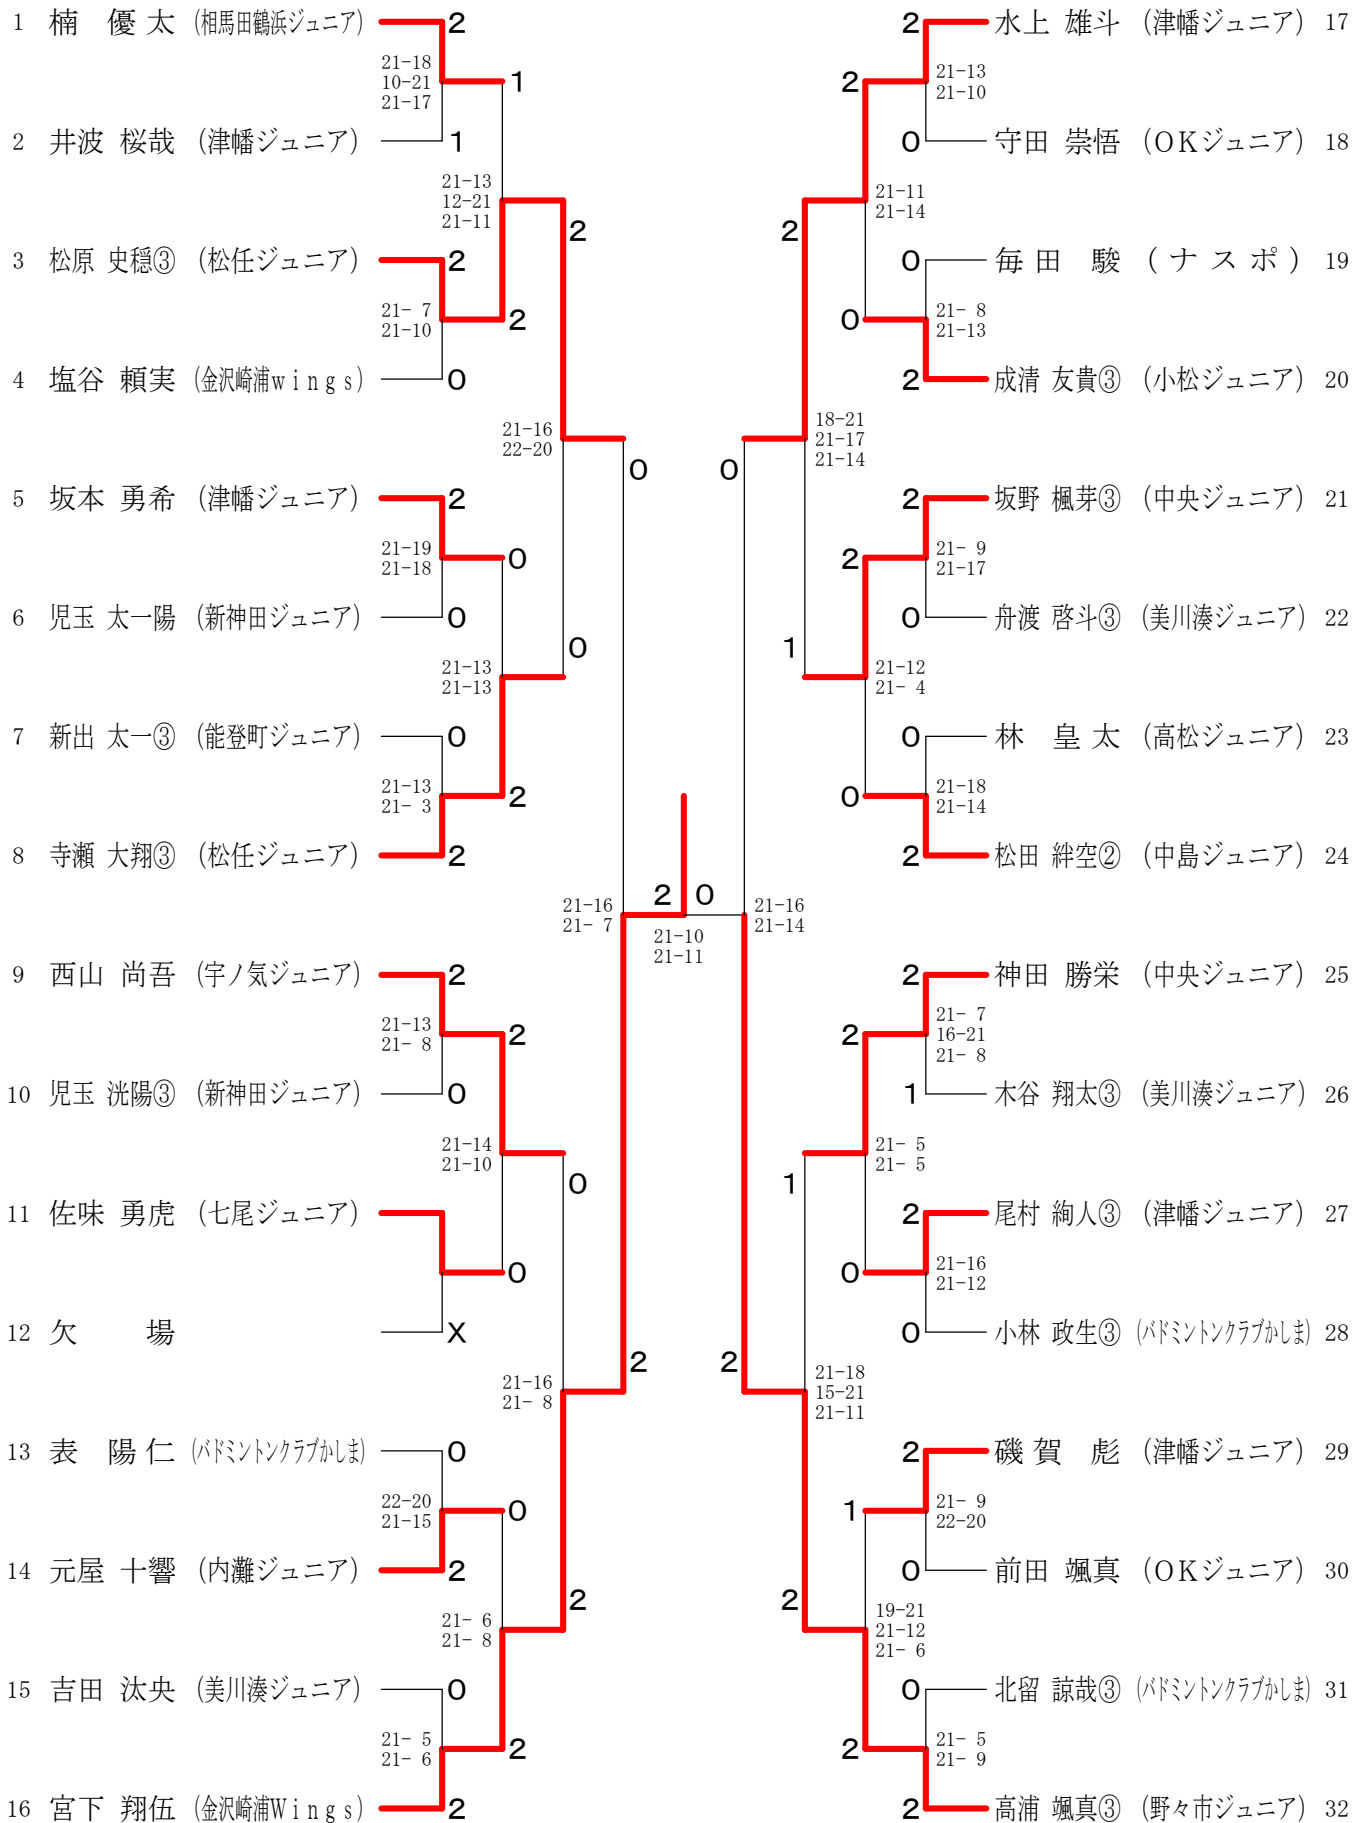 1 楠 優太 (相馬田鶴浜ジュニア) 2
21-18
10-21
21-17
1
2 井波 桜哉 (津幡ジュニア) 1
21-13
12-21
21-11
2
3 松原 史穏③ (松任ジュニア) 2
21- 7
21-10
2
4 塩谷 頼実 (金沢崎浦wings) 0
21-16
22-20
0
5 坂本 勇希 (津幡ジュニア) 2
21-19
21-18
0
6 児玉 太一陽 (新神田ジュニア) 0
21-13
21-13
0
7 新出 太一③ (能登町ジュニア) 0
21-13
21- 3
2
8 寺瀬 大翔③ (松任ジュニア) 2
21-16
21- 7
2 0
21-10
21-11
9 西山 尚吾 (宇ノ気ジュニア) 2
21-13
21- 8
2
10 児玉 洸陽③ (新神田ジュニア) 0
21-14
21-10
0
11 佐味 勇虎 (七尾ジュニア)
0
12 欠 場 X
21-16
21- 8
2
13 表 陽仁 (バドミントンクラブかしま) 0
22-20
21-15
0
14 元屋 十響 (内灘ジュニア) 2
21- 6
21- 8
2
15 吉田 汰央 (美川湊ジュニア) 0
21- 5
21- 6
2
16 宮下 翔伍 (金沢崎浦Wings) 2
2 水上 雄斗 (津幡ジュニア) 17
2
21-13
21-10
0 守田 崇悟 (OKジュニア) 18
2
21-11
21-14
0 毎田 駿 (ナスポ) 19
0
21- 8
21-13
2 成清 友貴③ (小松ジュニア) 20
0
18-21
21-17
21-14
2 坂野 楓芽③ (中央ジュニア) 21
2
21- 9
21-17
0 舟渡 啓斗③ (美川湊ジュニア) 22
1
21-12
21- 4
0 林 皇太 (高松ジュニア) 23
0
21-18
21-14
2 松田 絆空② (中島ジュニア) 24
21-16
21-14
2 神田 勝栄 (中央ジュニア) 25
2
21- 7
16-21
21- 8
1 木谷 翔太③ (美川湊ジュニア) 26
1
21- 5
21- 5
2 尾村 絢人③ (津幡ジュニア) 27
0
21-16
21-12
0 小林 政生③ (バドミントンクラブかしま) 28
2
21-18
15-21
21-11
2 磯賀 彪 (津幡ジュニア) 29
1
21- 9
22-20
0 前田 颯真 (OKジュニア) 30
2
19-21
21-12
21- 6
0 北留 諒哉③ (バドミントンクラブかしま) 31
2
21- 5
21- 9
2 高浦 颯真③ (野々市ジュニア) 32